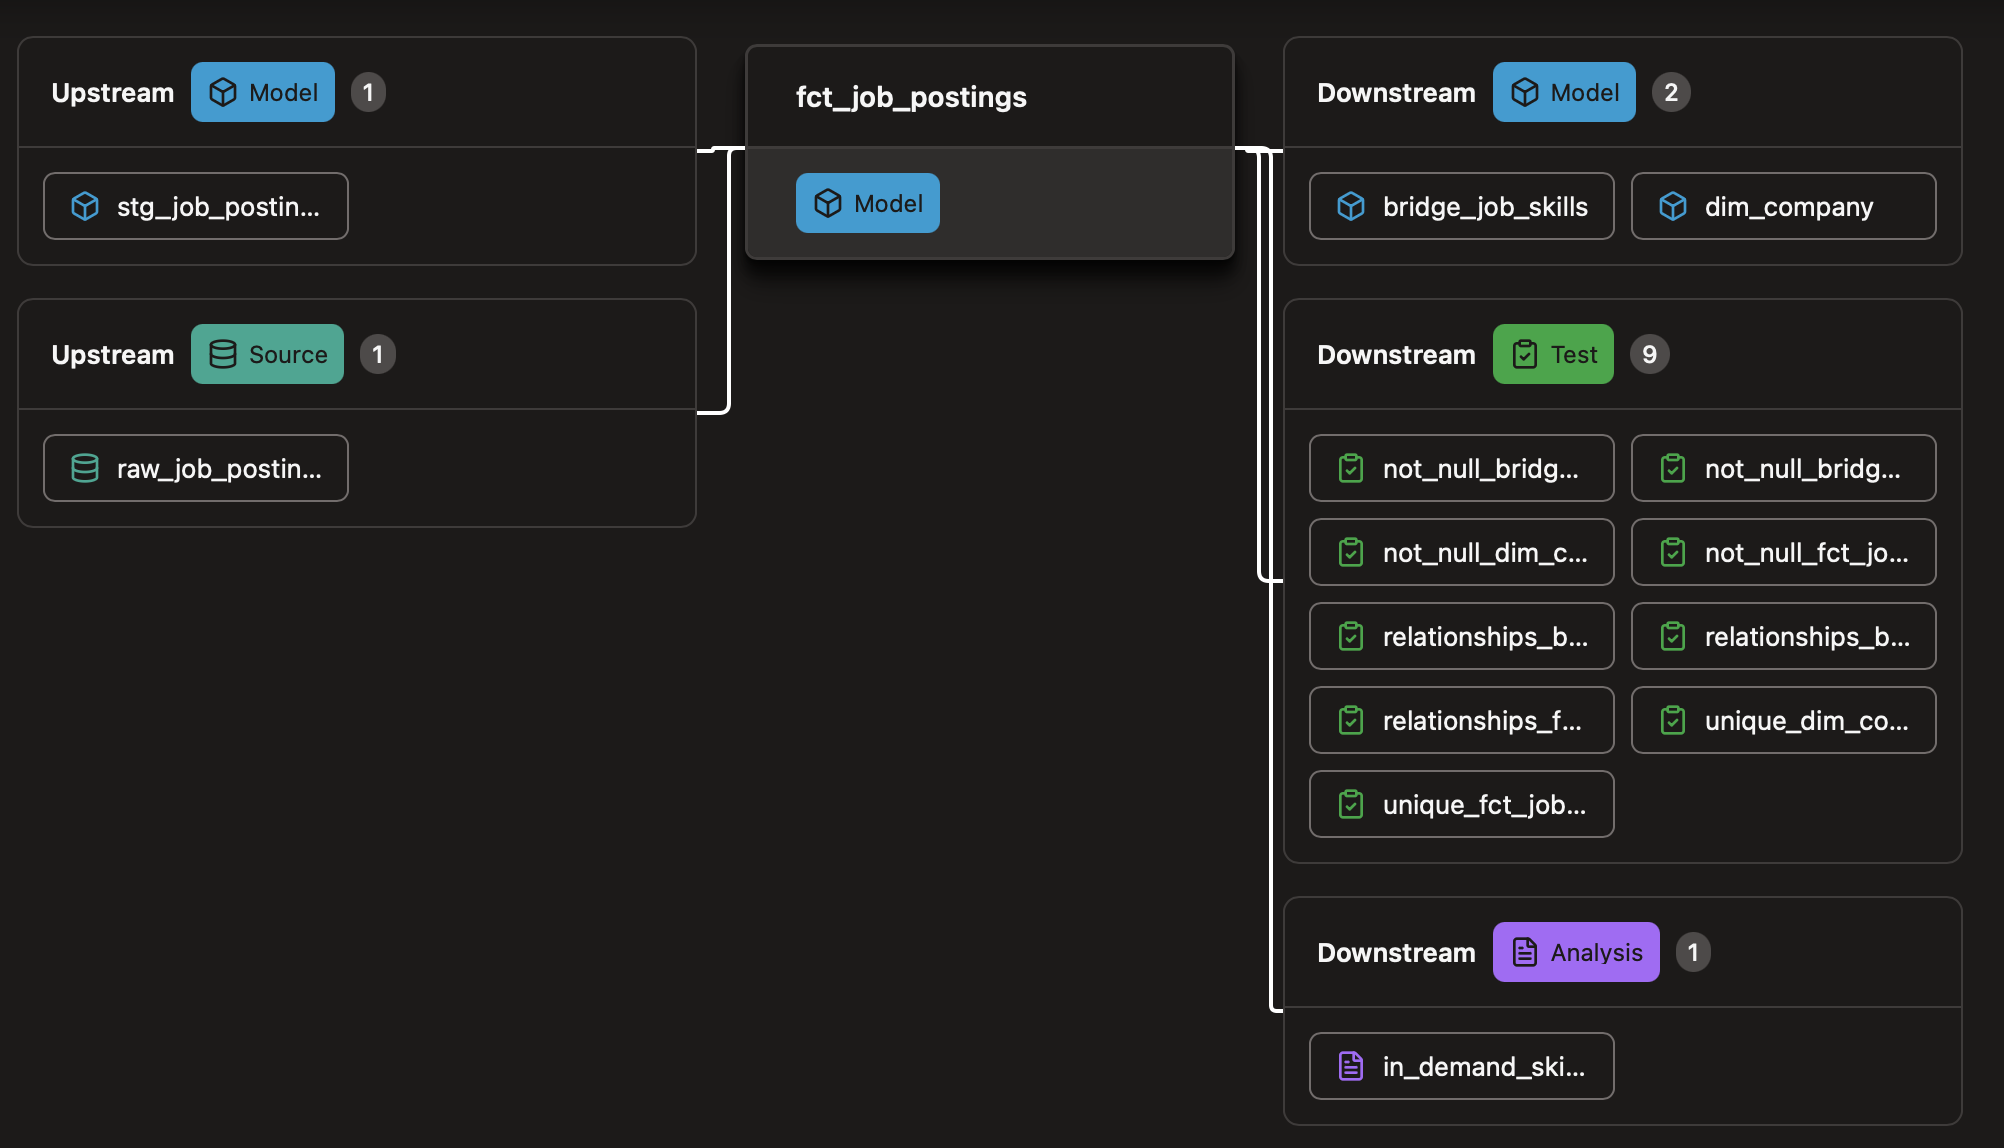 Upstream Model 1
stg_job_postin...
Upstream Source 1
raw_job_postin...
fct_job_postings
Model
Downstream Model 2
bridge_job_skills dim_company
Downstream Test 9
not_null_bridg... not_null_bridg...
not_null_dim_c... not_null_fct_jo...
relationships_b... relationships_b...
relationships_f... unique_dim_co...
unique_fct_job...
Downstream Analysis 1
in_demand_ski...